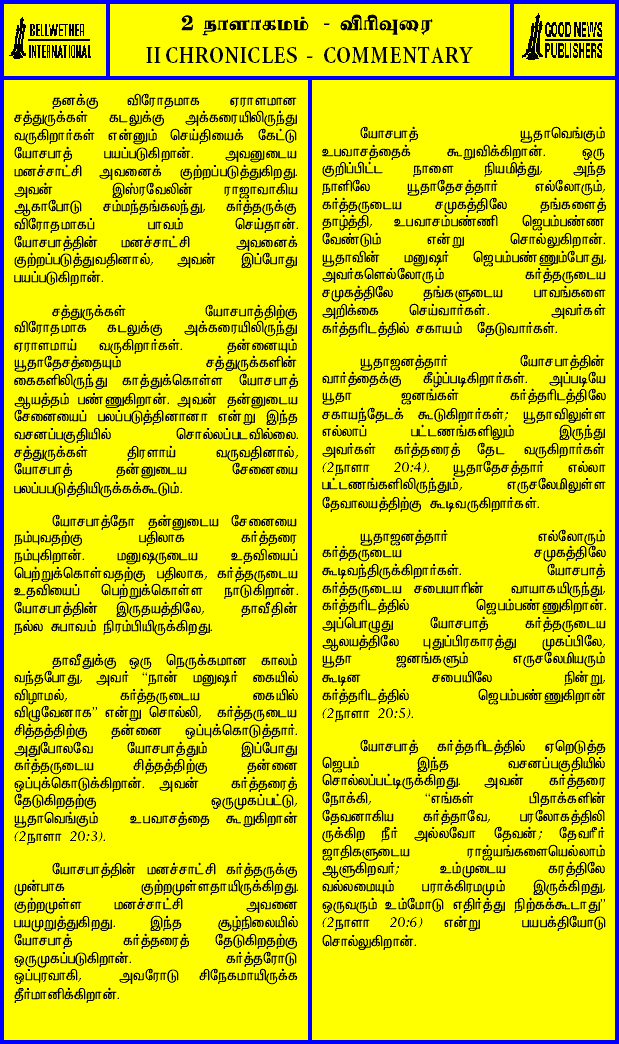 BELLWETHER
INTERNATIONAL
2 நாளாகமம் - விரிவுரை
II CHRONICLES - COMMENTARY
GOOD NEWS
PUBLISHERS
தனக்கு விரோதமாக ஏராளமான
சத்துருக்கள் கடலுக்கு அக்கரையிலிருந்து
வருகிறார்கள் என்னும் செய்தியைக் கேட்டு
யோசபாத் பயப்படுகிறான். அவனுடைய
மனச்சாட்சி அவனைக் குற்றப்படுத்துகிறது.
அவன் இஸ்ரவேலின் ராஜாவாகிய
ஆகாபோடு சம்மந்தங்கலந்து, கர்த்தருக்கு
விரோதமாகப் பாவம் செய்தான்.
யோசபாத்தின் மனச்சாட்சி அவனைக்
குற்றப்படுத்துவதினால், அவன் இப்போது
பயப்படுகிறான்.
சத்துருக்கள் யோசபாத்திற்கு
விரோதமாக கடலுக்கு அக்கரையிலிருந்து
ஏராளமாய் வருகிறார்கள். தன்னையும்
யூதாதேசத்தையும் சத்துருக்களின்
கைகளிலிருந்து காத்துக்கொள்ள யோசபாத்
ஆயத்தம் பண்ணுகிறான். அவன் தன்னுடைய
சேனையைப் பலப்படுத்தினானா என்று இந்த
வசனப்பகுதியில் சொல்லப்படவில்லை.
சத்துருக்கள் திரளாய் வருவதினால்,
யோசபாத் தன்னுடைய சேனையை
பலப்படுத்தியிருக்கக்கூடும்.
யோசபாத்தோ தன்னுடைய சேனையை
நம்புவதற்கு பதிலாக கர்த்தரை
நம்புகிறான். மனுஷருடைய உதவியைப்
பெற்றுக்கொள்வதற்கு பதிலாக, கர்த்தருடைய
உதவியைப் பெற்றுக்கொள்ள நாடுகிறான்.
யோசபாத்தின் இருதயத்திலே, தாவீதின்
நல்ல சுபாவம் நிரம்பியிருக்கிறது.
தாவீதுக்கு ஒரு நெருக்கமான காலம்
வந்தபோது, அவர் “நான் மனுஷர் கையில்
விழாமல், கர்த்தருடைய கையில்
விழுவேனாக” என்று சொல்லி, கர்த்தருடைய
சித்தத்திற்கு தன்னை ஒப்புக்கொடுத்தார்.
அதுபோலவே யோசபாத்தும் இப்போது
கர்த்தருடைய சித்தத்திற்கு தன்னை
ஒப்புக்கொடுக்கிறான். அவன் கர்த்தரைத்
தேடுகிறதற்கு ஒருமுகப்பட்டு,
யூதாவெங்கும் உபவாசத்தை கூறுகிறான்
(2நாளா 20:3).
யோசபாத்தின் மனச்சாட்சி கர்த்தருக்கு
முன்பாக குற்றமுள்ளதாயிருக்கிறது.
குற்றமுள்ள மனச்சாட்சி அவனை
பயமுறுத்துகிறது. இந்த சூழ்நிலையில்
யோசபாத் கர்த்தரைத் தேடுகிறதற்கு
ஒருமுகப்படுகிறான். கர்த்தரோடு
ஒப்புரவாகி, அவரோடு சிநேகமாயிருக்க
தீர்மானிக்கிறான்.
யோசபாத் யூதாவெங்கும்
உபவாசத்தைக் கூறுவிக்கிறான். ஒரு
குறிப்பிட்ட நாளை நியமித்து, அந்த
நாளிலே யூதாதேசத்தார் எல்லோரும்,
கர்த்தருடைய சமுகத்திலே தங்களைத்
தாழ்த்தி, உபவாசம்பண்ணி ஜெபம்பண்ண
வேண்டும் என்று சொல்லுகிறான்.
யூதாவின் மனுஷர் ஜெபம்பண்ணும்போது,
அவர்களெல்லோரும் கர்த்தருடைய
சமுகத்திலே தங்களுடைய பாவங்களை
அறிக்கை செய்வார்கள். அவர்கள்
கர்த்தரிடத்தில் சகாயம் தேடுவார்கள்.
யூதாஜனத்தார் யோசபாத்தின்
வார்த்தைக்கு கீழ்ப்படிகிறார்கள். அப்படியே
யூதா ஜனங்கள் கர்த்தரிடத்திலே
சகாயந்தேடக் கூடுகிறார்கள்; யூதாவிலுள்ள
எல்லாப் பட்டணங்களிலும் இருந்து
அவர்கள் கர்த்தரைத் தேட வருகிறார்கள்
(2நாளா 20:4). யூதாதேசத்தார் எல்லா
பட்டணங்களிலிருந்தும், எருசலேமிலுள்ள
தேவாலயத்திற்கு கூடிவருகிறார்கள்.
யூதாஜனத்தார் எல்லோரும்
கர்த்தருடைய சமுகத்திலே
கூடிவந்திருக்கிறார்கள். யோசபாத்
கர்த்தருடைய சபையாரின் வாயாகயிருந்து,
கர்த்தரிடத்தில் ஜெபம்பண்ணுகிறான்.
அப்பொழுது யோசபாத் கர்த்தருடைய
ஆலயத்திலே புதுப்பிரகாரத்து முகப்பிலே,
யூதா ஜனங்களும் எருசலேமியரும்
கூடின சபையிலே நின்று,
கர்த்தரிடத்தில் ஜெபம்பண்ணுகிறான்
(2நாளா 20:5).
யோசபாத் கர்த்தரிடத்தில் ஏறெடுத்த
ஜெபம் இந்த வசனப்பகுதியில்
சொல்லப்பட்டிருக்கிறது. அவன் கர்த்தரை
நோக்கி, “எங்கள் பிதாக்களின்
தேவனாகிய கர்த்தாவே, பரலோகத்திலி
ருக்கிற நீர் அல்லவோ தேவன்; தேவரீர்
ஜாதிகளுடைய ராஜ்யங்களையெல்லாம்
ஆளுகிறவர்; உம்முடைய கரத்திலே
வல்லமையும் பராக்கிரமமும் இருக்கிறது,
ஒருவரும் உம்மோடு எதிர்த்து நிற்கக்கூடாது”
(2நாளா 20:6) என்று பயபக்தியோடு
சொல்லுகிறான்.